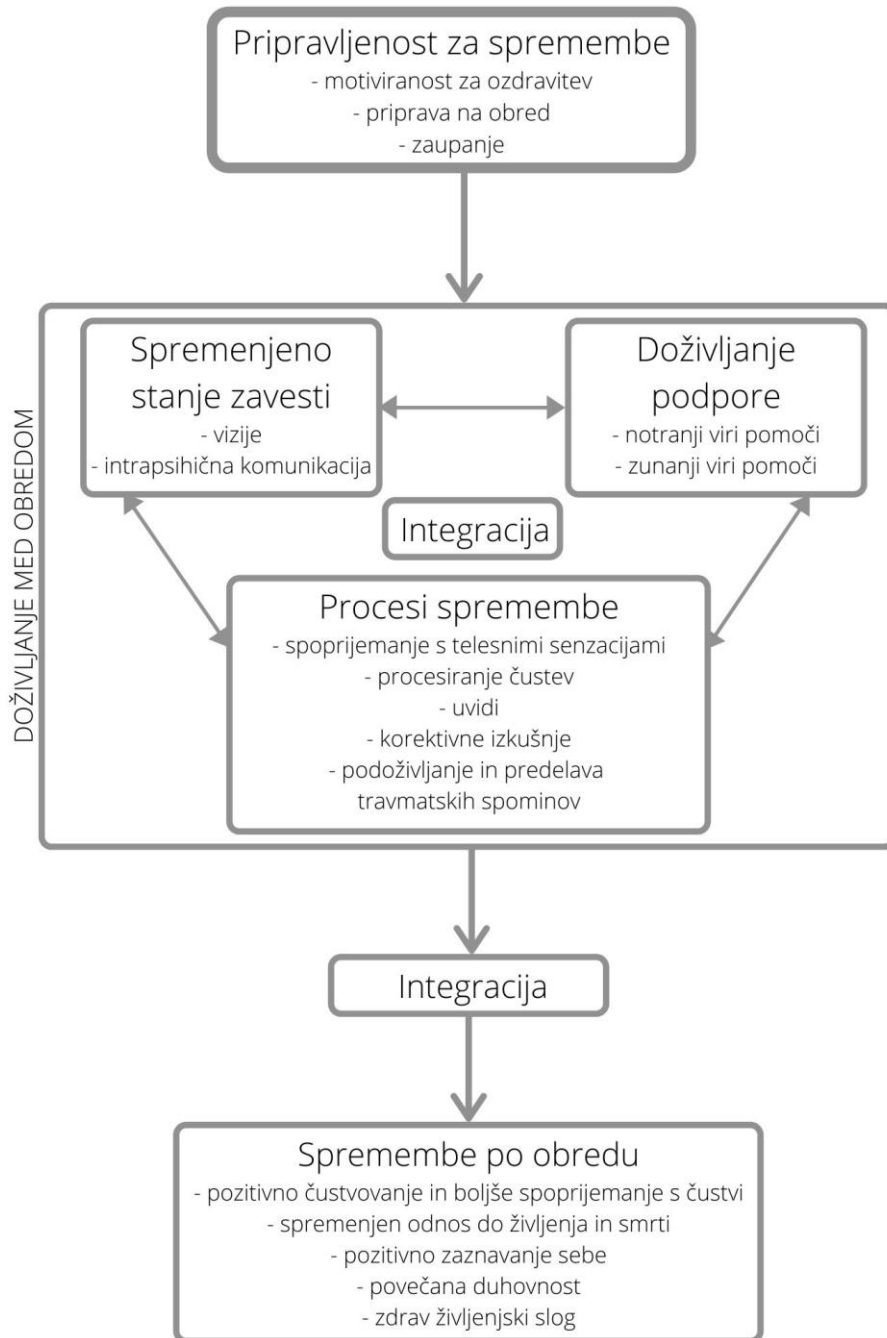 Pripravljenost za spremembe
- motiviranost za ozdravitev
- priprava na obred
- zaupanje
DOŽIVLJANJE MED OBREDOM
Spremenjeno
stanje zavesti
- vizije
- intrapsihična komunikacija
Doživljanje
podpore
- notranji viri pomoči
- zunanji viri pomoči
Integracija
Procesi spremembe
- spoprijemanje s telesnimi senzacijami
- procesiranje čustev
- uvidi
- korektivne izkušnje
- podoživljanje in predelava
travmatskih spominov
Integracija
Spremembe po obredu
- pozitivno čustvovanje in boljše spoprijemanje s čustvi
- spremenjen odnos do življenja in smrti
- pozitivno zaznavanje sebe
- povečana duhovnost
- zdrav življenjski slog